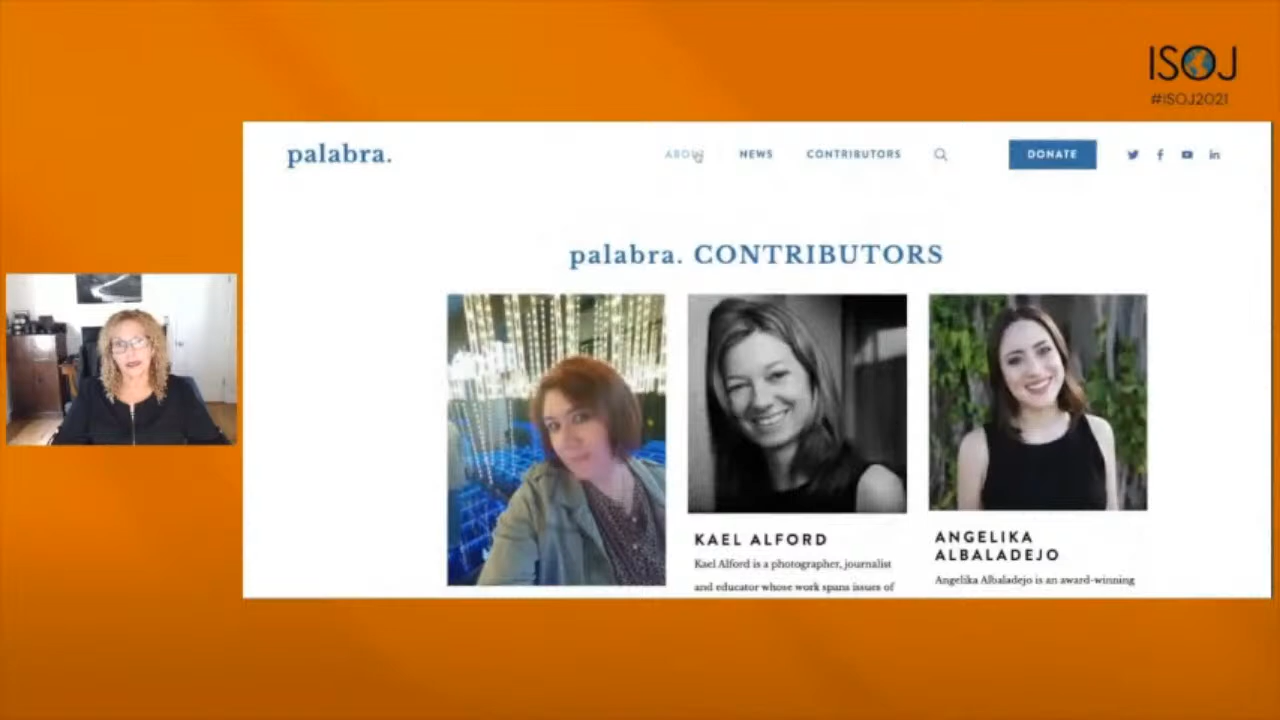 ISOJ
#ISOJ2021
palabra.
ABOUT
NEWS
CONTRIBUTORS
DONATE
palabra. CONTRIBUTORS
KAEL ALFORD
Kael Alford is a photographer, journalist
and educator whose work spans issues of
ANGELIKA
ALBALADEJO
Angelika Albaladejo is an award-winning